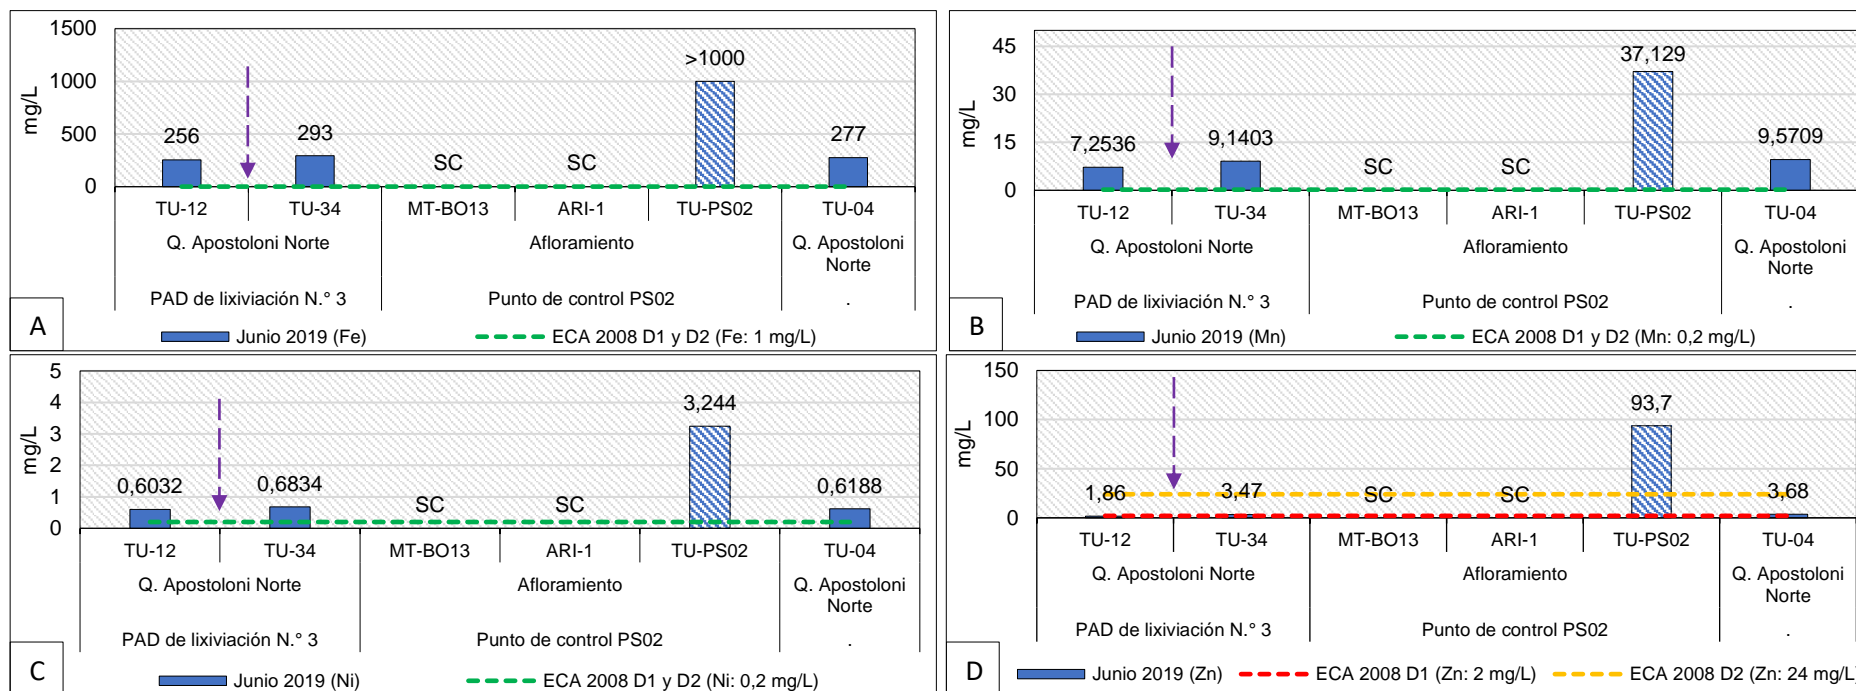 1500
1000
500
0
mg/L
256
293
SC
SC
>1000
277
TU-12
TU-34
MT-BO13
ARI-1
TU-PS02
TU-04
Q. Apostoloni Norte
Afloramiento
Q. Apostoloni
Norte
PAD de lixiviación N.° 3
Punto de control PS02
.
A
Junio 2019 (Fe)
ECA 2008 D1 y D2 (Fe: 1 mg/L)
45
30
15
0
mg/L
7,2536
9,1403
SC
SC
37,129
9,5709
TU-12
TU-34
MT-BO13
ARI-1
TU-PS02
TU-04
Q. Apostoloni Norte
Afloramiento
Q. Apostoloni
Norte
PAD de lixiviación N.° 3
Punto de control PS02
.
B
Junio 2019 (Mn)
ECA 2008 D1 y D2 (Mn: 0,2 mg/L)
5
4
3
2
1
0
mg/L
0,6032
0,6834
SC
SC
3,244
0,6188
TU-12
TU-34
MT-BO13
ARI-1
TU-PS02
TU-04
Q. Apostoloni Norte
Afloramiento
Q. Apostoloni
Norte
PAD de lixiviación N.° 3
Punto de control PS02
.
C
Junio 2019 (Ni)
ECA 2008 D1 y D2 (Ni: 0,2 mg/L)
150
100
50
0
mg/L
1,86
3,47
SC
SC
93,7
3,68
TU-12
TU-34
MT-BO13
ARI-1
TU-PS02
TU-04
Q. Apostoloni Norte
Afloramiento
Q. Apostoloni
Norte
PAD de lixiviación N.° 3
Punto de control PS02
.
D
Junio 2019 (Zn)
ECA 2008 D1 (Zn: 2 mg/L)
ECA 2008 D2 (Zn: 24 mg/L)